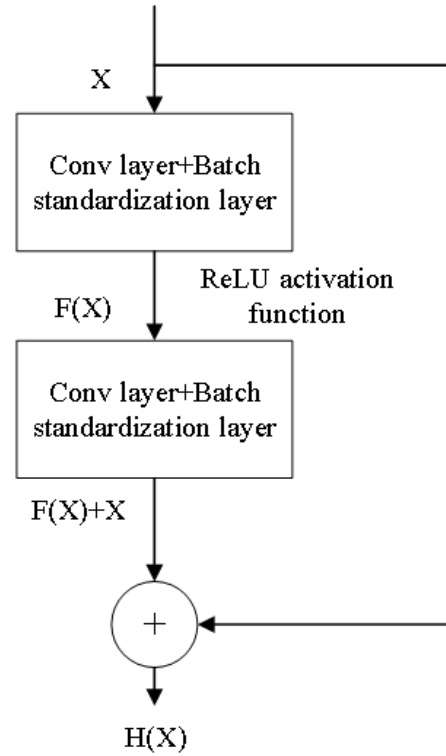 X
Conv layer+Batch
standardization layer
ReLU activation
function
F(X)
Conv layer+Batch
standardization layer
F(X)+X
+
H(X)